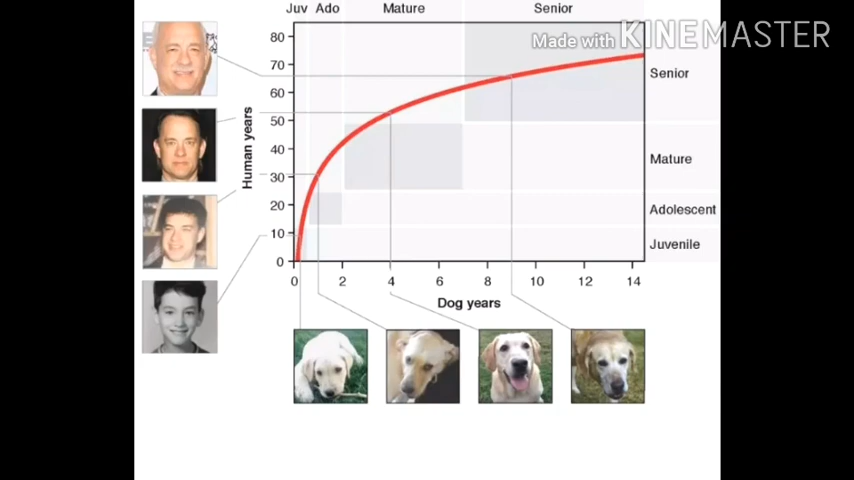 Juv Ado Mature Senior
Made with KINEMASTER
80
70
60
50
40
30
20
10
0
Human years
Senior
Mature
Adolescent
Juvenile
0 2 4 6 8 10 12 14
Dog years